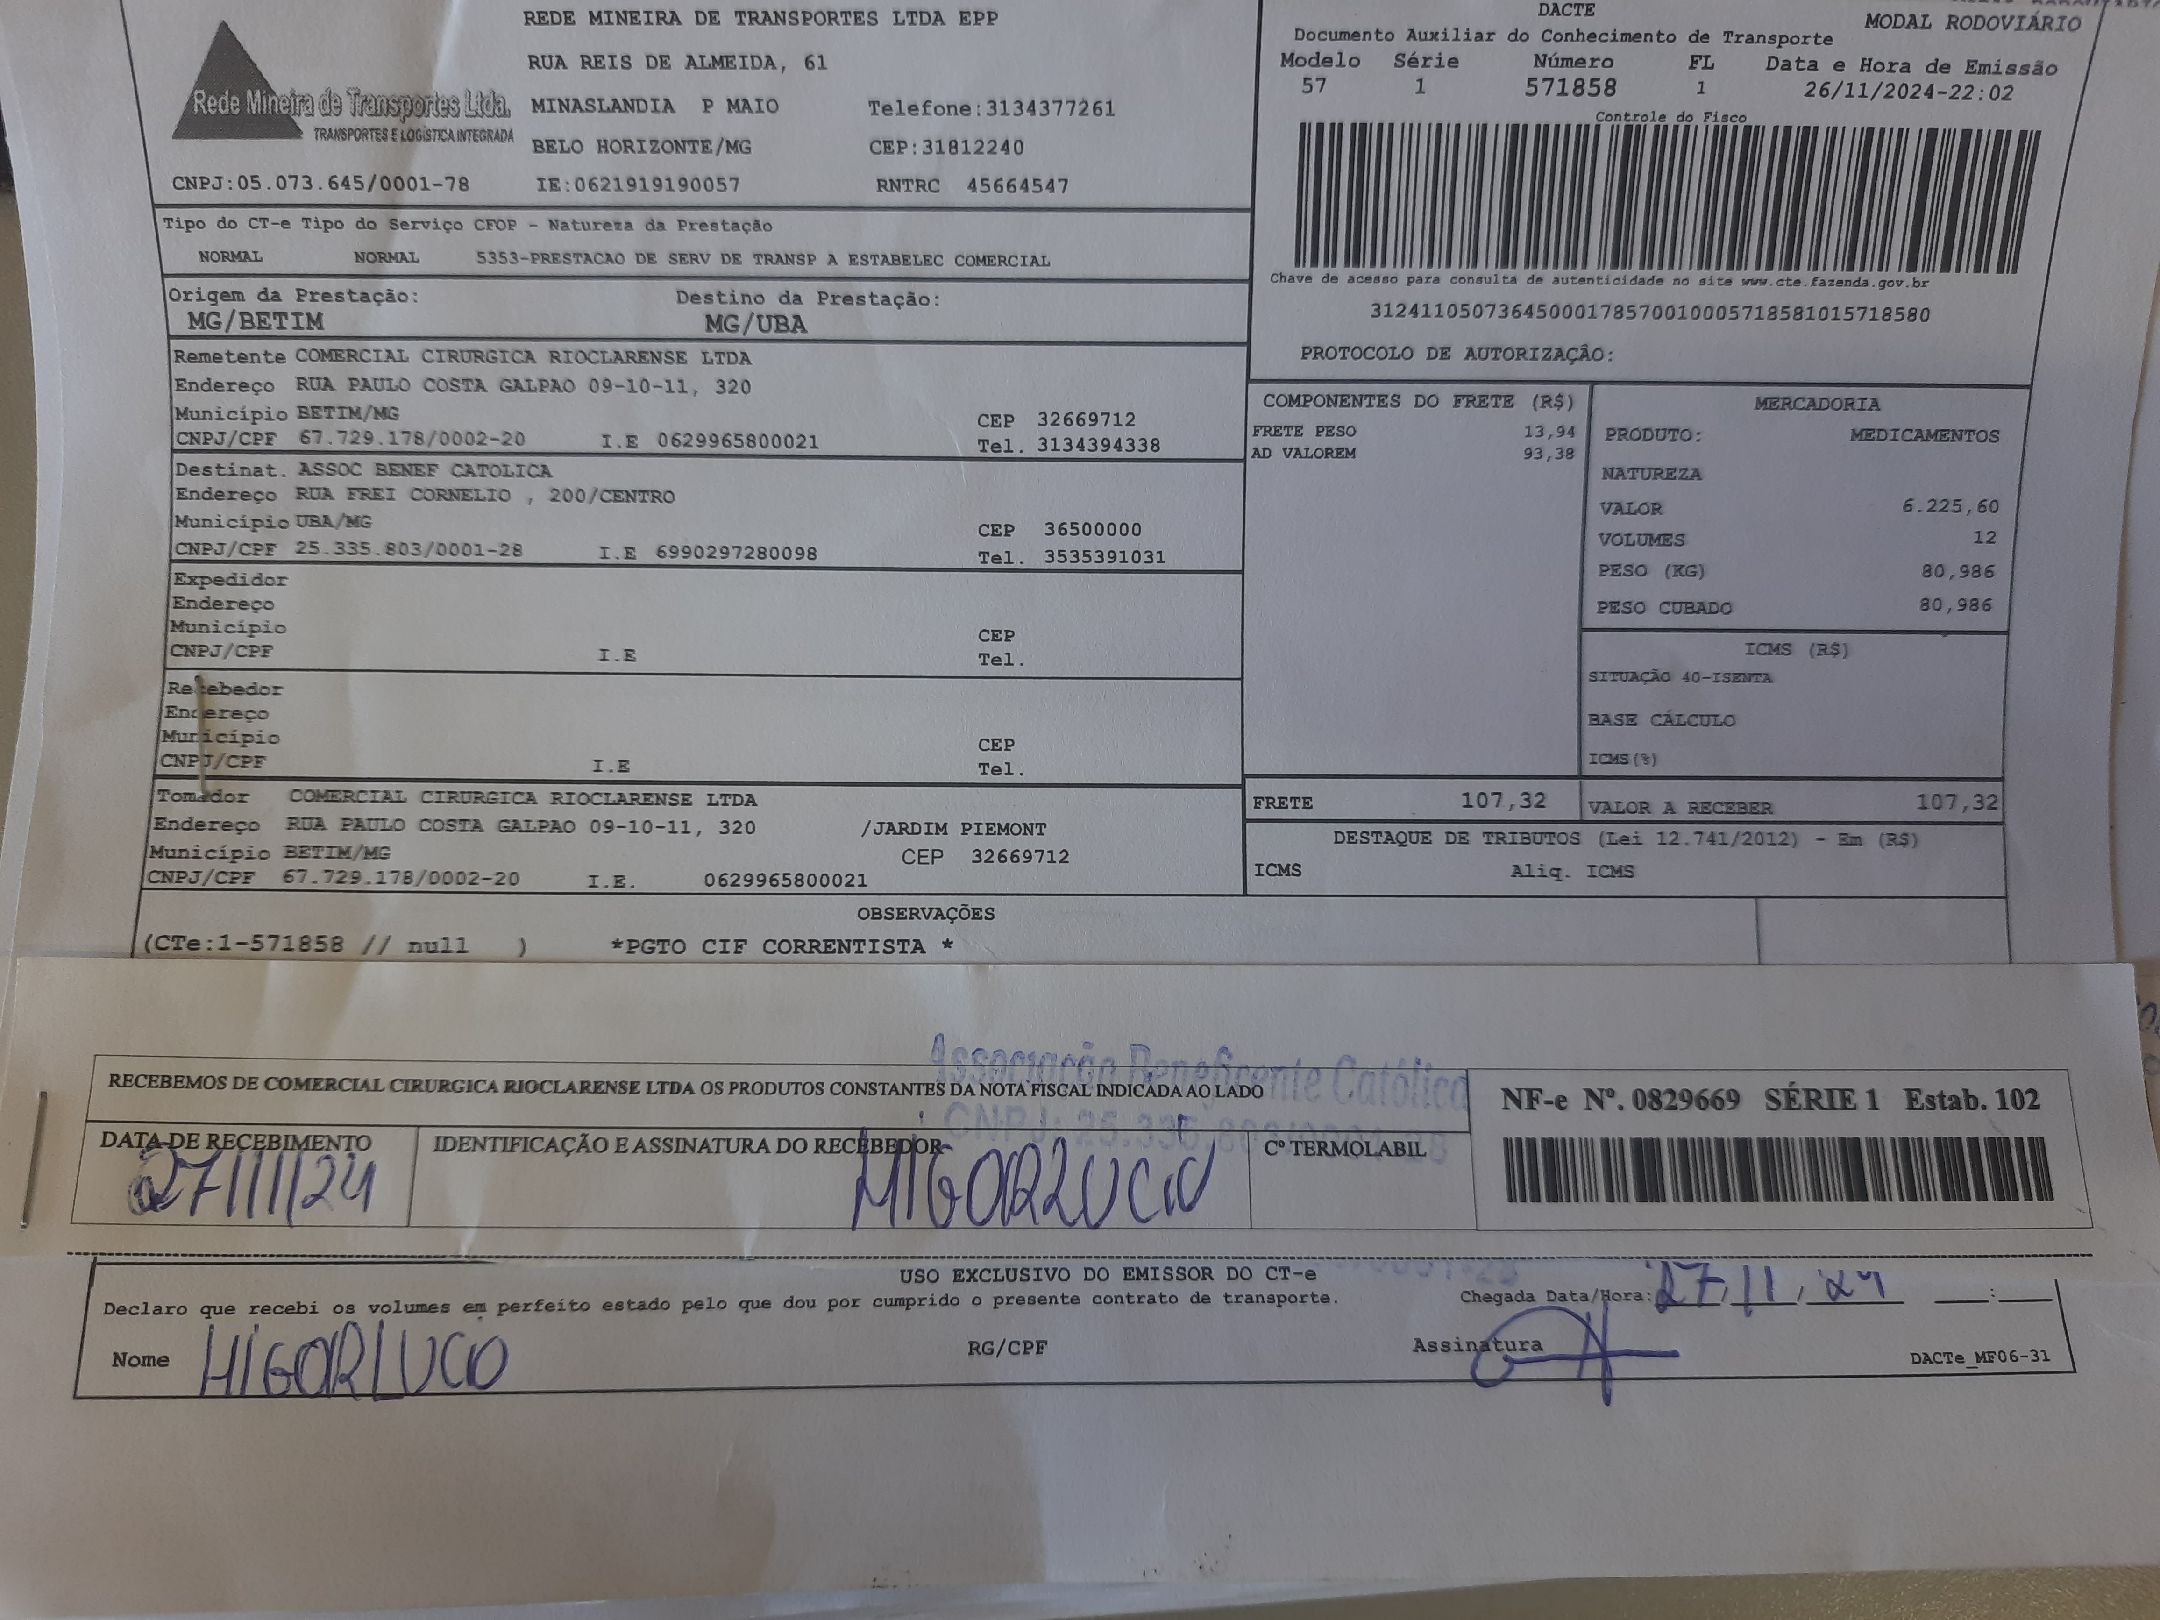 REDE MINEIRA DE TRANSPORTES LTDA EPP
RUA REIS DE ALMEIDA, 61
Rede Mineira de Transportes Ltda.
TRANSPORTES E LOGÍSTICA INTEGRADA
MINASLANDIA P MAIO Telefone:3134377261
BELO HORIZONTE/MG CEP:31812240
CNPJ:05.073.645/0001-78 IE:0621919190057 RNTRC 45664547
DACTE
MODAL RODOVIÁRIO
Documento Auxiliar do Conhecimento de Transporte
Modelo Série Número FL Data e Hora de Emissão
57 1 571858 1 26/11/2024-22:02
Controle do Fisco
Chave de acesso para consulta de autenticidade no site www.cte.fazenda.gov.br
31241105073645000178570010005718581015718580
PROTOCOLO DE AUTORIZAÇÃO:
Tipo do CT-e Tipo do Serviço CFOP - Natureza da Prestação
NORMAL NORMAL 5353-PRESTACAO DE SERV DE TRANSP A ESTABELEC COMERCIAL
Origem da Prestação: Destino da Prestação:
MG/BETIM MG/UBA
Remetente COMERCIAL CIRURGICA RIOCLARENSE LTDA
Endereço RUA PAULO COSTA GALPAO 09-10-11, 320
Município BETIM/MG CEP 32669712
CNPJ/CPF 67.729.178/0002-20 I.E 0629965800021 Tel. 3134394338
Destinat. ASSOC BENEF CATOLICA
Endereço RUA FREI CORNELIO , 200/CENTRO
Município UBA/MG CEP 36500000
CNPJ/CPF 25.335.803/0001-28 I.E 6990297280098 Tel. 3535391031
Expedidor
Endereço
Município CEP
CNPJ/CPF I.E Tel.
Recebedor
Endereço
Município CEP
CNPJ/CPF I.E Tel.
Tomador COMERCIAL CIRURGICA RIOCLARENSE LTDA
Endereço RUA PAULO COSTA GALPAO 09-10-11, 320 /JARDIM PIEMONT
Município BETIM/MG CEP 32669712
CNPJ/CPF 67.729.178/0002-20 I.E. 0629965800021
COMPONENTES DO FRETE (R$)
FRETE PESO 13,94
AD VALOREM 93,38
MERCADORIA
PRODUTO: MEDICAMENTOS
NATUREZA
VALOR 6.225,60
VOLUMES 12
PESO (KG) 80,986
PESO CUBADO 80,986
ICMS (R$)
SITUAÇÃO 40-ISENTA
BASE CÁLCULO
ICMS(%)
FRETE 107,32 VALOR A RECEBER 107,32
DESTAQUE DE TRIBUTOS (Lei 12.741/2012) - Em (R$)
ICMS Aliq. ICMS
OBSERVAÇÕES
(CTe:1-571858 // null ) *PGTO CIF CORRENTISTA *
Associação Beneficente Católica
RECEBEMOS DE COMERCIAL CIRURGICA RIOCLARENSE LTDA OS PRODUTOS CONSTANTES DA NOTA FISCAL INDICADA AO LADO
NF-e Nº. 0829669 SÉRIE 1 Estab. 102
DATA DE RECEBIMENTO IDENTIFICAÇÃO E ASSINATURA DO RECEBEDOR Cº TERMOLABIL
27/11/24 HIGOR LUCIO
USO EXCLUSIVO DO EMISSOR DO CT-e
Declaro que recebi os volumes em perfeito estado pelo que dou por cumprido o presente contrato de transporte. Chegada Data/Hora: 27/11/24 __:__
Nome HIGOR LUCIO RG/CPF Assinatura DACTe_MF06-31